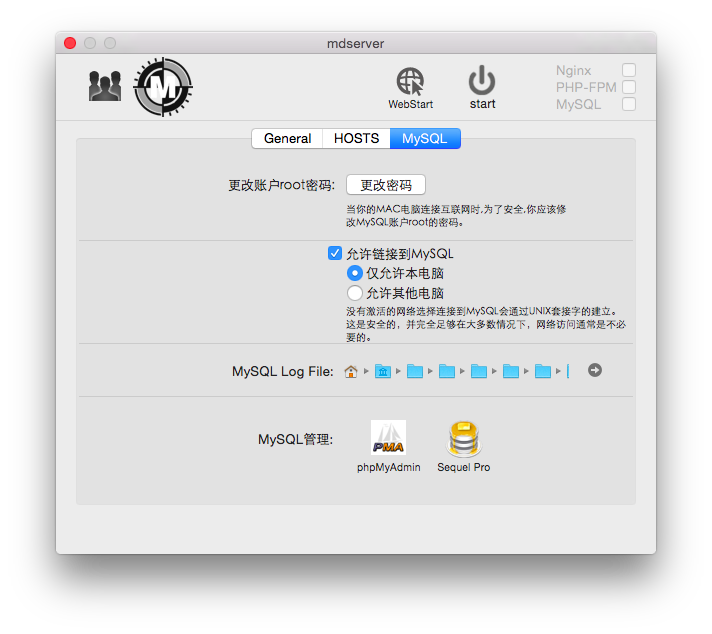 mdserver
M
WebStart
start
Nginx
PHP-FPM
MySQL
General
HOSTS
MySQL
更改账户root密码:
更改密码
当你的MAC电脑连接互联网时,为了安全,你应该修
改MySQL账户root的密码。
允许链接到MySQL
仅允许本电脑
允许其他电脑
没有激活的网络选择连接到MySQL会通过UNIX套接字的建立。
这是安全的，并完全足够在大多数情况下，网络访问通常是不必
要的。
MySQL Log File:
MySQL管理:
PMA
phpMyAdmin
Sequel Pro